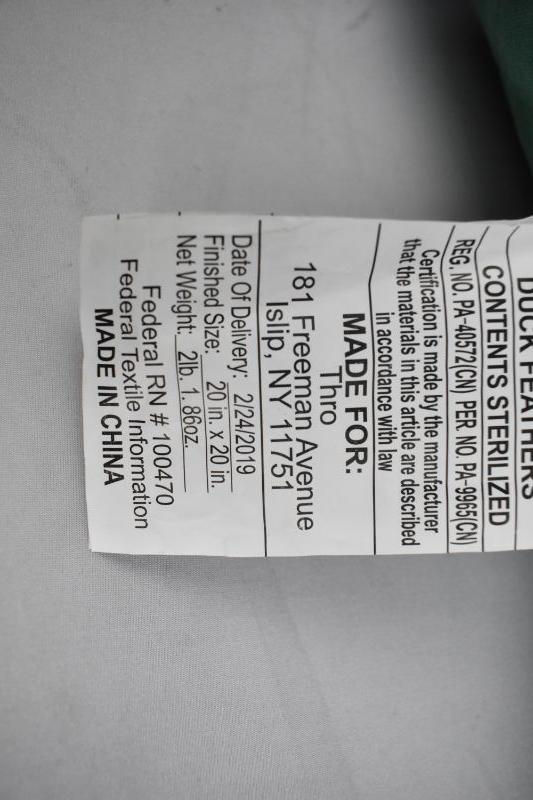 DUCK FEATHERS
CONTENTS STERILIZED
REG. NO. PA-40572(CN) PER. NO. PA-9965(CN)
Certification is made by the manufacturer
that the materials in this article are described
in accordance with law
MADE FOR:
Thro
181 Freeman Avenue
Islip, NY 11751
Date Of Delivery: 2/24/2019
Finished Size: 20 in. x 20 in.
Net Weight: 2lb. 1.86oz.
Federal RN # 100470
Federal Textile Information
MADE IN CHINA